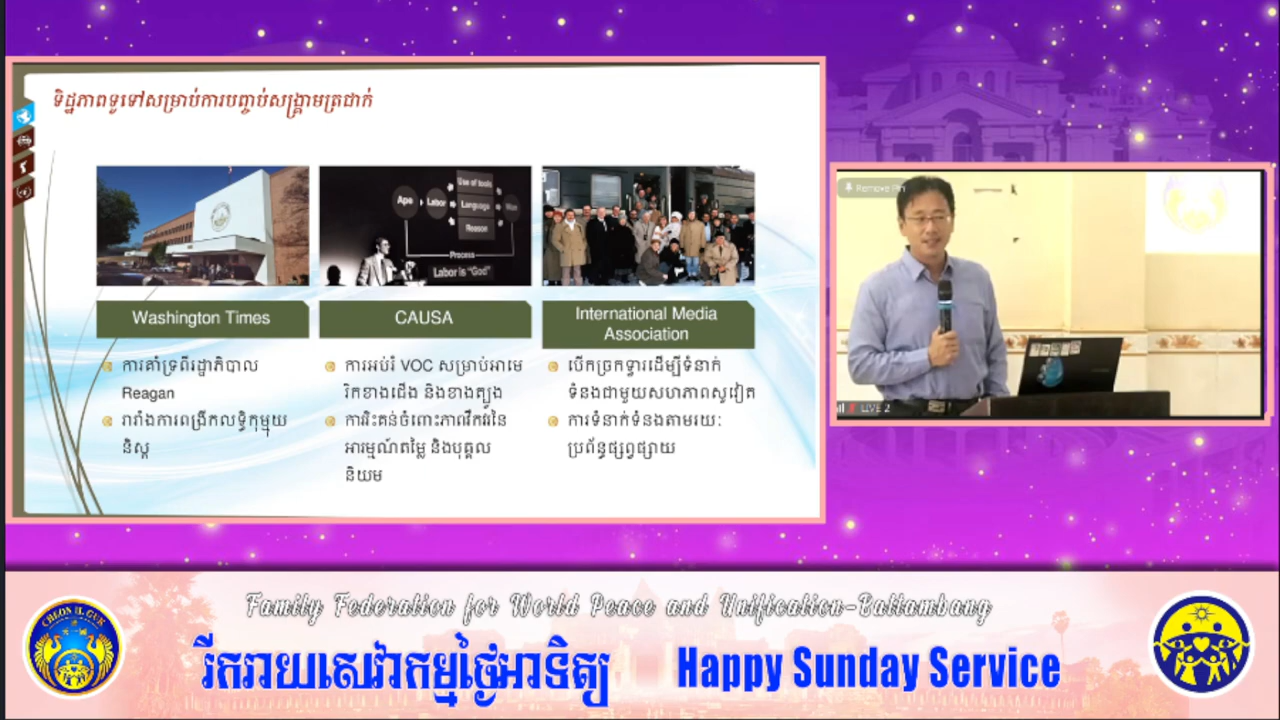 ទិដ្ឋភាពទូទៅសម្រាប់ការបញ្ចប់សង្គ្រាមត្រជាក់
Ape
Labor
Use of tools
Language
Reason
Man
Process
Labor is "God"
Washington Times
ការគាំទ្រពីរដ្ឋាភិបាល
Reagan
រារាំងការពង្រីកលទ្ធិកុម្មុយ
និស្ត
CAUSA
ការអប់រំ VOC សម្រាប់អាមេ
រិកខាងជើង និងខាងត្បូង
ការរិះគន់ចំពោះភាពវឹកវរនៃ
អារម្មណ៍តម្លៃ និងបុគ្គល
និយម
International Media
Association
បើកច្រកទ្វារដើម្បីទំនាក់
ទំនងជាមួយសហភាពសូវៀត
ការទំនាក់ទំនងតាមរយៈ
ប្រព័ន្ធផ្សព្វផ្សាយ
Remove Pin
LIVE 2
Family Federation for World Peace and Unification-Battambang
រីករាយសេវាកម្មថ្ងៃអាទិត្យ
Happy Sunday Service
CHEON IL GUK